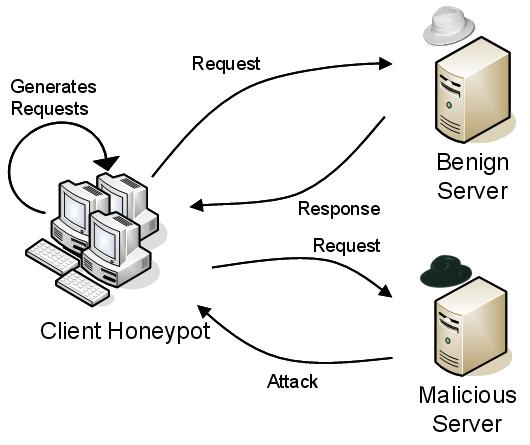 Generates
Requests
Request
Benign
Server
Response
Request
Client Honeypot
Attack
Malicious
Server